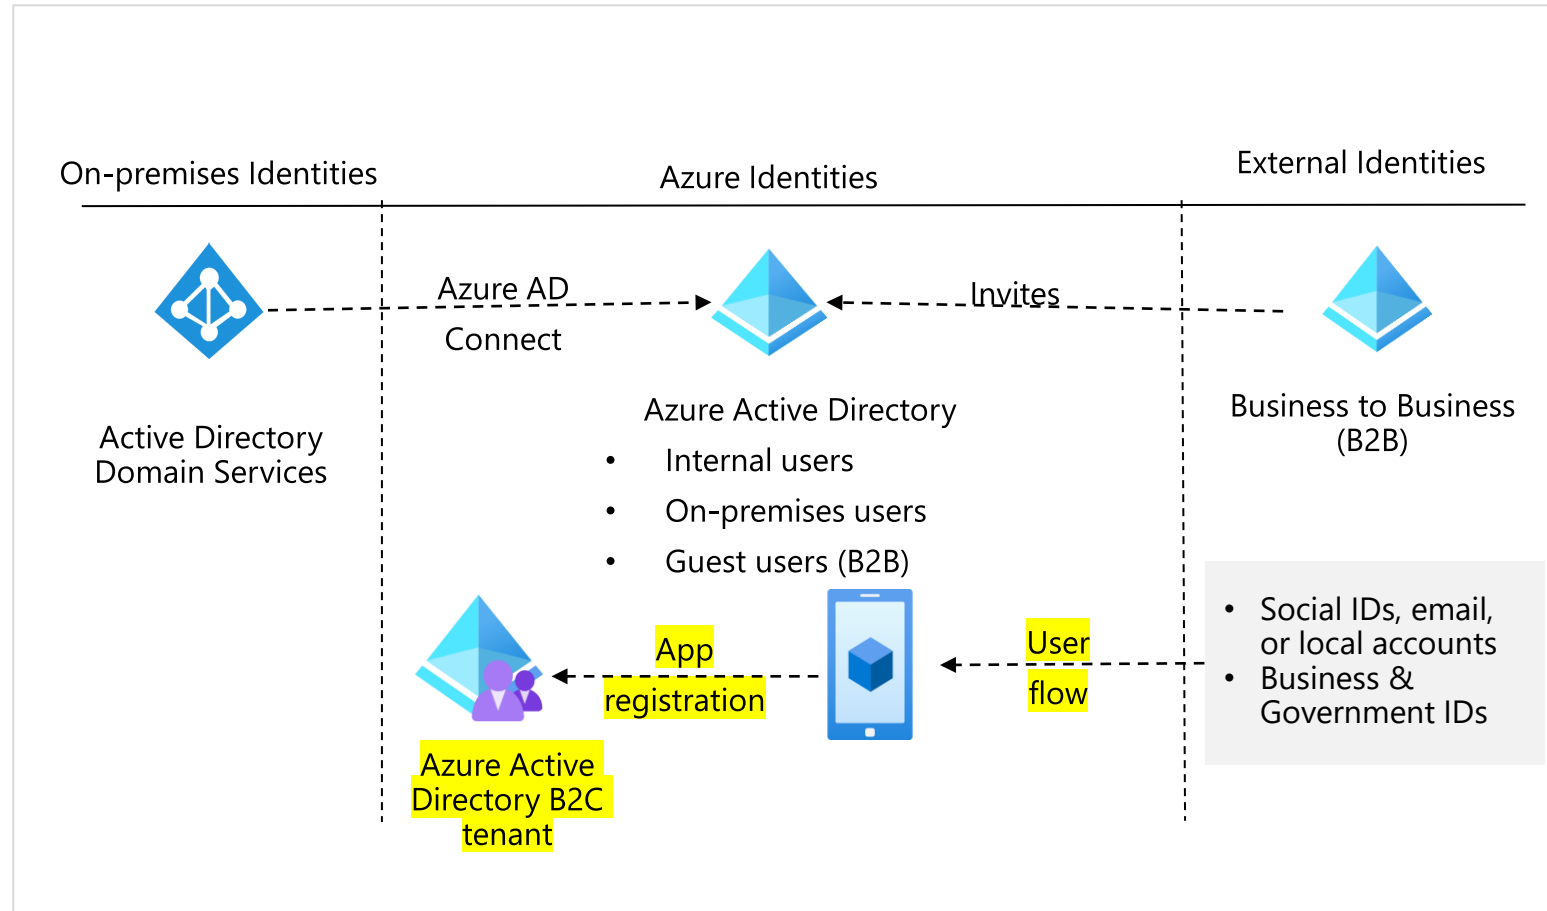 On-premises Identities
Azure Identities
External Identities
Azure AD
Connect
Invites
Active Directory
Domain Services
Azure Active Directory
• Internal users
• On-premises users
• Guest users (B2B)
Business to Business
(B2B)
App
registration
User
flow
• Social IDs, email,
or local accounts
• Business &
Government IDs
Azure Active
Directory B2C
tenant